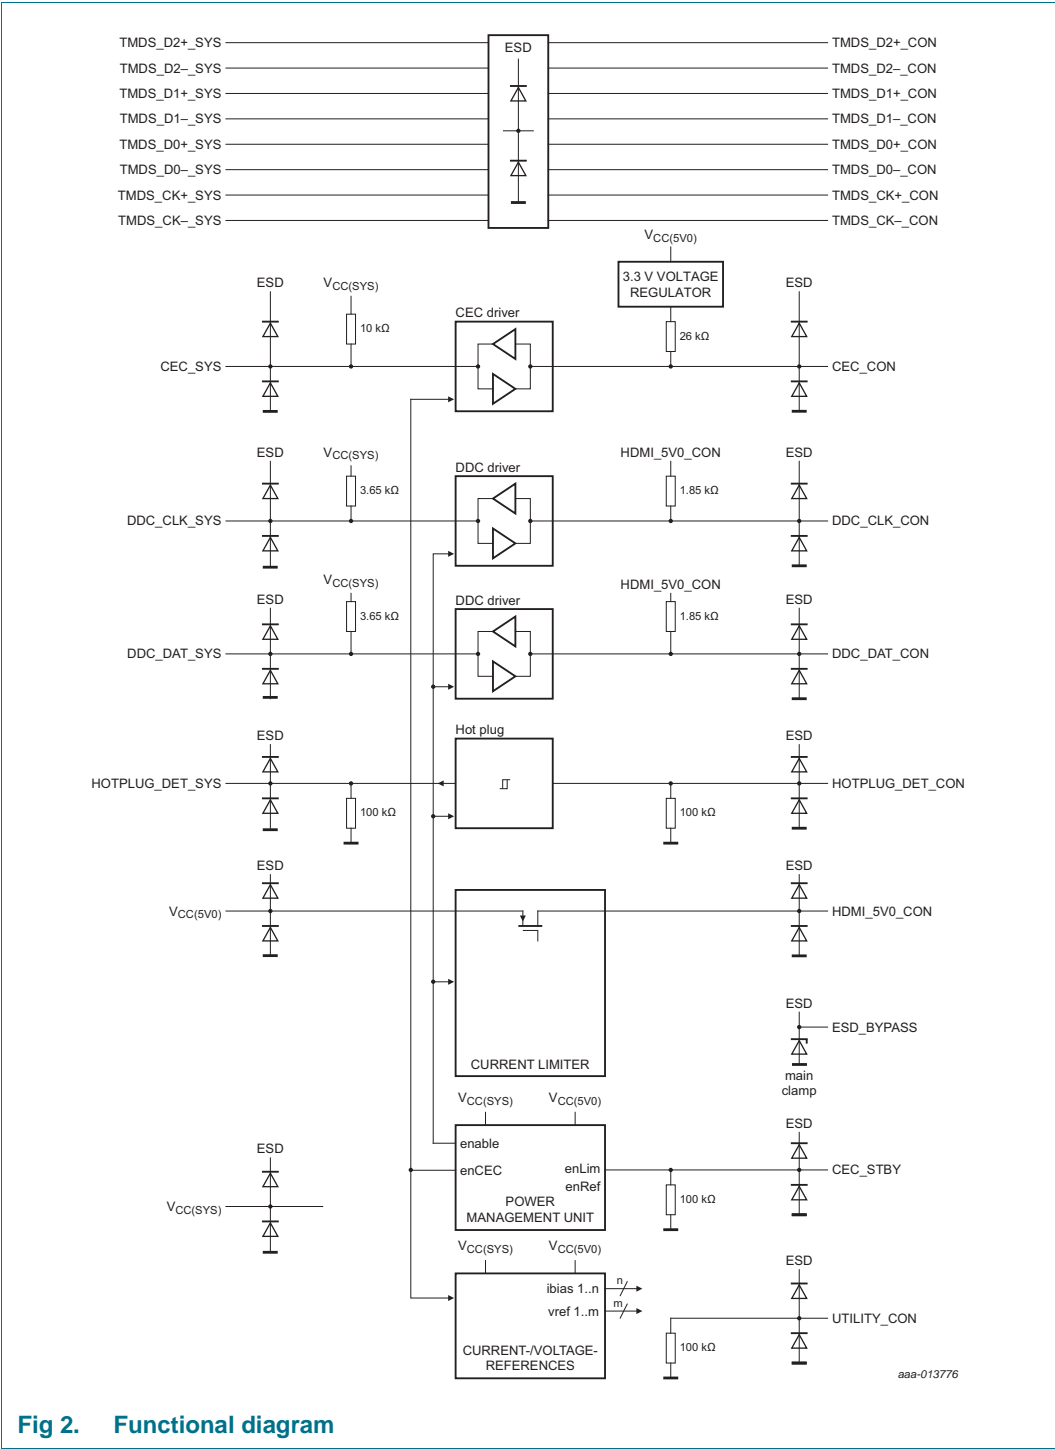 ESD
TMDS_D2+_SYS TMDS_D2+_CON
TMDS_D2–_SYS TMDS_D2–_CON
TMDS_D1+_SYS TMDS_D1+_CON
TMDS_D1–_SYS TMDS_D1–_CON
TMDS_D0+_SYS TMDS_D0+_CON
TMDS_D0–_SYS TMDS_D0–_CON
TMDS_CK+_SYS TMDS_CK+_CON
TMDS_CK–_SYS TMDS_CK–_CON
VCC(5V0)
3.3 V VOLTAGE
REGULATOR
ESD VCC(SYS) ESD
CEC driver
10 kΩ 26 kΩ
CEC_SYS CEC_CON
ESD VCC(SYS) HDMI_5V0_CON ESD
DDC driver
3.65 kΩ 1.85 kΩ
DDC_CLK_SYS DDC_CLK_CON
VCC(SYS) HDMI_5V0_CON
ESD DDC driver ESD
3.65 kΩ 1.85 kΩ
DDC_DAT_SYS DDC_DAT_CON
Hot plug
ESD ESD
HOTPLUG_DET_SYS HOTPLUG_DET_CON
100 kΩ 100 kΩ
ESD ESD
VCC(5V0) HDMI_5V0_CON
ESD
ESD_BYPASS
CURRENT LIMITER
main
clamp
VCC(SYS) VCC(5V0)
ESD
enable
ESD
enCEC enLim CEC_STBY
enRef
100 kΩ
POWER
MANAGEMENT UNIT
VCC(SYS)
VCC(SYS) VCC(5V0)
ESD
ibias 1..n n
vref 1..m m
UTILITY_CON
100 kΩ
CURRENT-/VOLTAGE-
REFERENCES
aaa-013776
Fig 2. Functional diagram